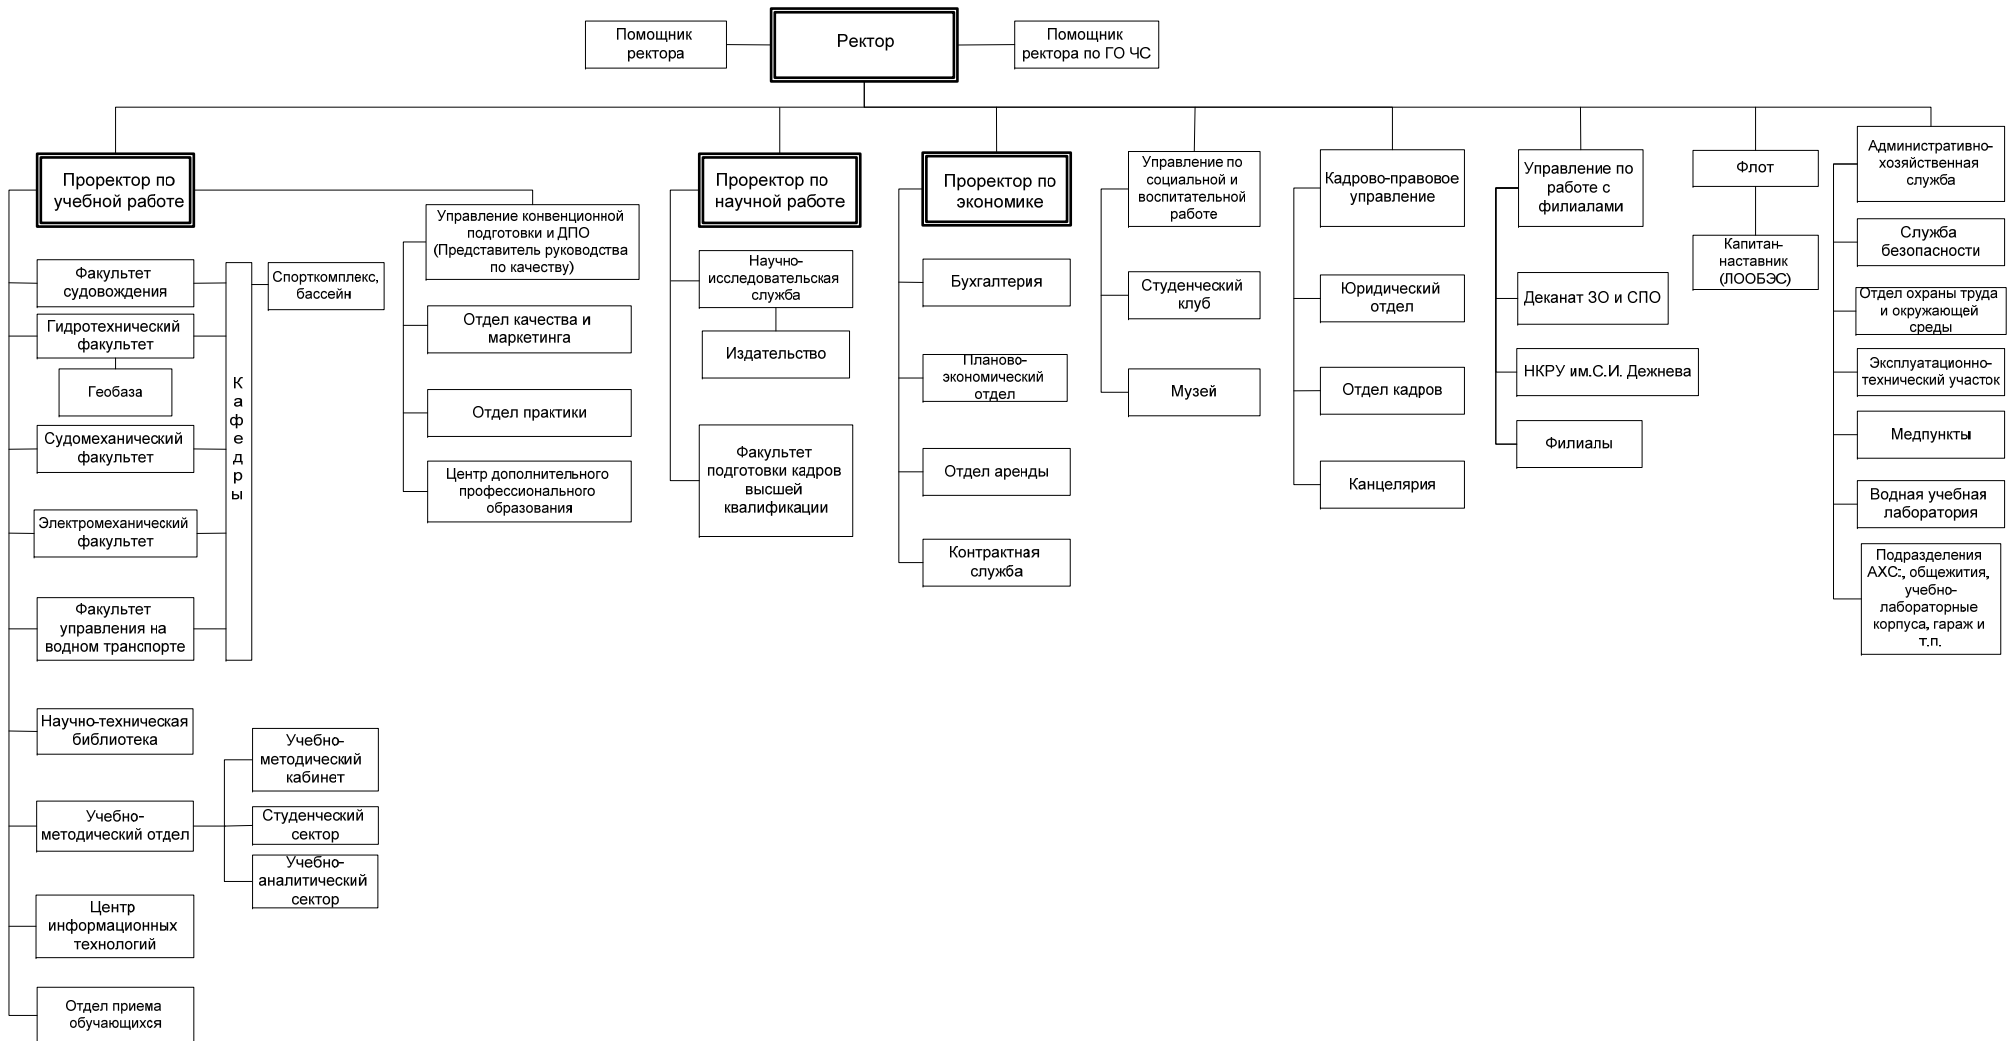 Помощник
ректора
Ректор
Помощник
ректора по ГО ЧС
Проректор по
учебной работе
Факультет
судовождения
Гидротехнический
факультет
Геобаза
Судомеханический
факультет
Электромеханический
факультет
Факультет
управления на
водном транспорте
Научно-техническая
библиотека
Учебно-
методический отдел
Центр
информационных
технологий
Отдел приема
обучающихся
К
а
ф
е
д
р
ы
Спорткомплекс,
бассейн
Учебно-
методический
кабинет
Студенческий
сектор
Учебно-
аналитический
сектор
Управление конвенционной
подготовки и ДПО
(Представитель руководства
по качеству)
Отдел качества и
маркетинга
Отдел практики
Центр дополнительного
профессионального
образования
Проректор по
научной работе
Научно-
исследовательская
служба
Издательство
Факультет
подготовки кадров
высшей
квалификации
Проректор по
экономике
Бухгалтерия
Планово-
экономический
отдел
Отдел аренды
Контрактная
служба
Управление по
социальной и
воспитательной
работе
Студенческий
клуб
Музей
Кадрово-правовое
управление
Юридический
отдел
Отдел кадров
Канцелярия
Управление по
работе с
филиалами
Деканат ЗО и СПО
НКРУ им.С.И. Дежнева
Филиалы
Флот
Капитан-
наставник
(ЛООБЭС)
Административно-
хозяйственная
служба
Служба
безопасности
Отдел охраны труда
и окружающей
среды
Эксплуатационно-
технический участок
Медпункты
Водная учебная
лаборатория
Подразделения
АХС:, общежития,
учебно-
лабораторные
корпуса, гараж и
т.п.